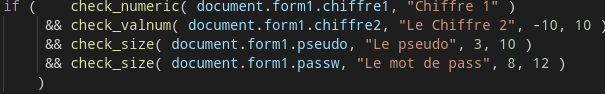 if (    check_numeric( document.form1.chiffre1, "Chiffre 1" )
     && check_valnum( document.form1.chiffre2, "Le Chiffre 2", -10, 10 )
     && check_size( document.form1.pseudo, "Le pseudo", 3, 10 )
     && check_size( document.form1.passw, "Le mot de pass", 8, 12 )
    )